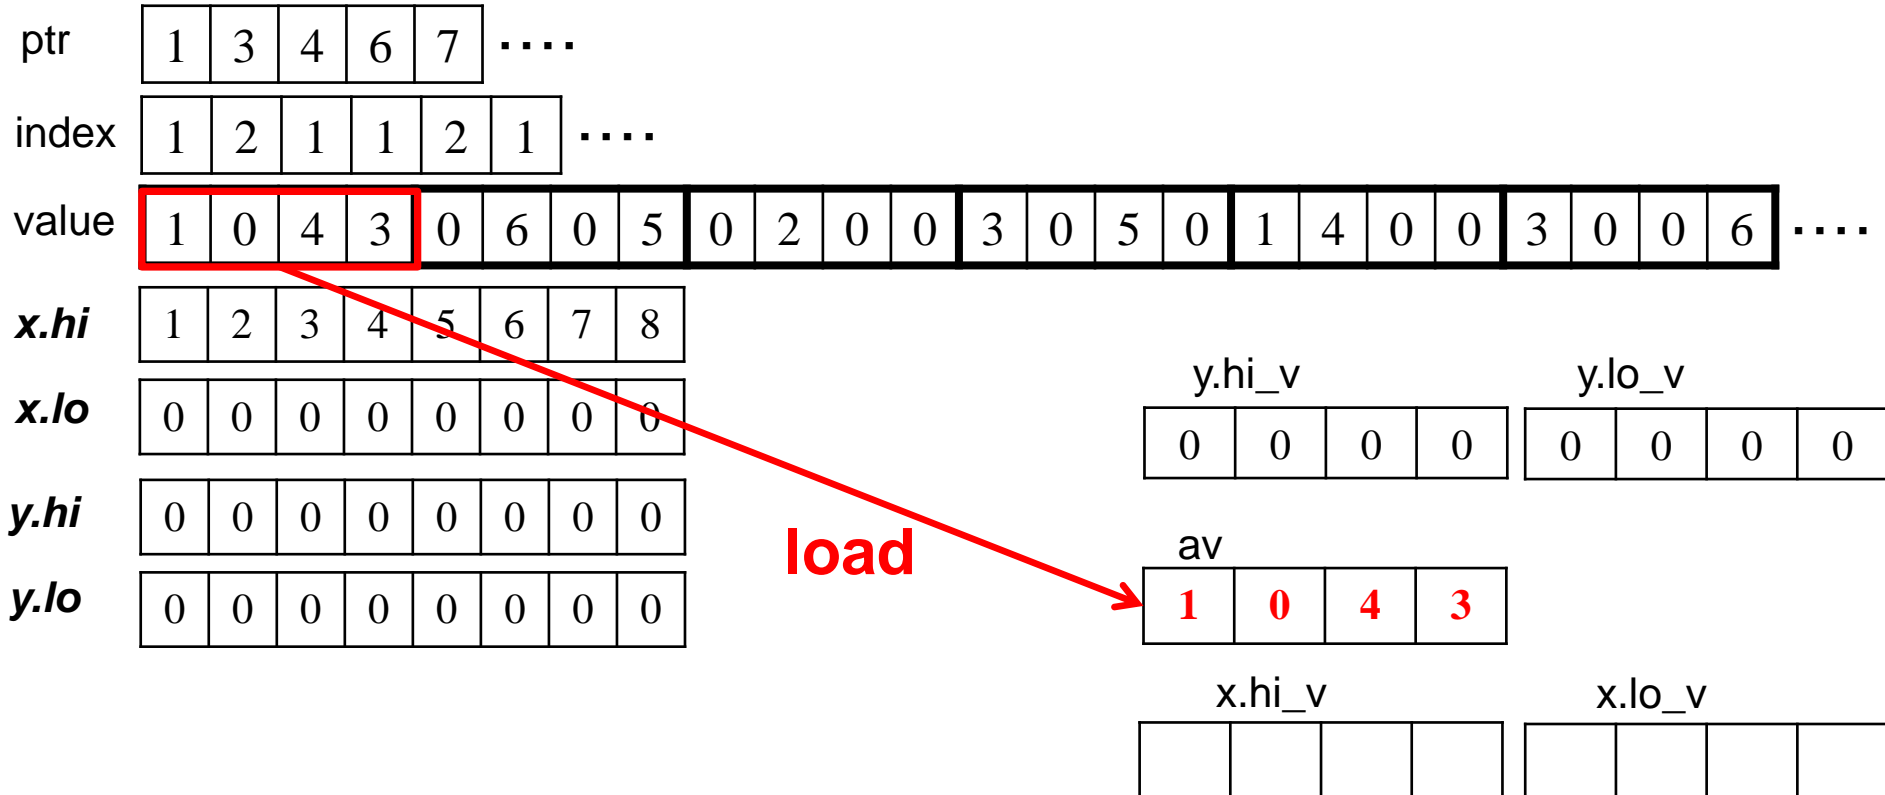 ptr 1 3 4 6 7 ....
index 1 2 1 1 2 1 ....
value 1 0 4 3 0 6 0 5 0 2 0 0 3 0 5 0 1 4 0 0 3 0 0 6 ....
x.hi 1 2 3 4 5 6 7 8
x.lo 0 0 0 0 0 0 0 0
y.hi 0 0 0 0 0 0 0 0
y.lo 0 0 0 0 0 0 0 0
load
y.hi_v y.lo_v
0 0 0 0 0 0 0 0
av
1 0 4 3
x.hi_v x.lo_v